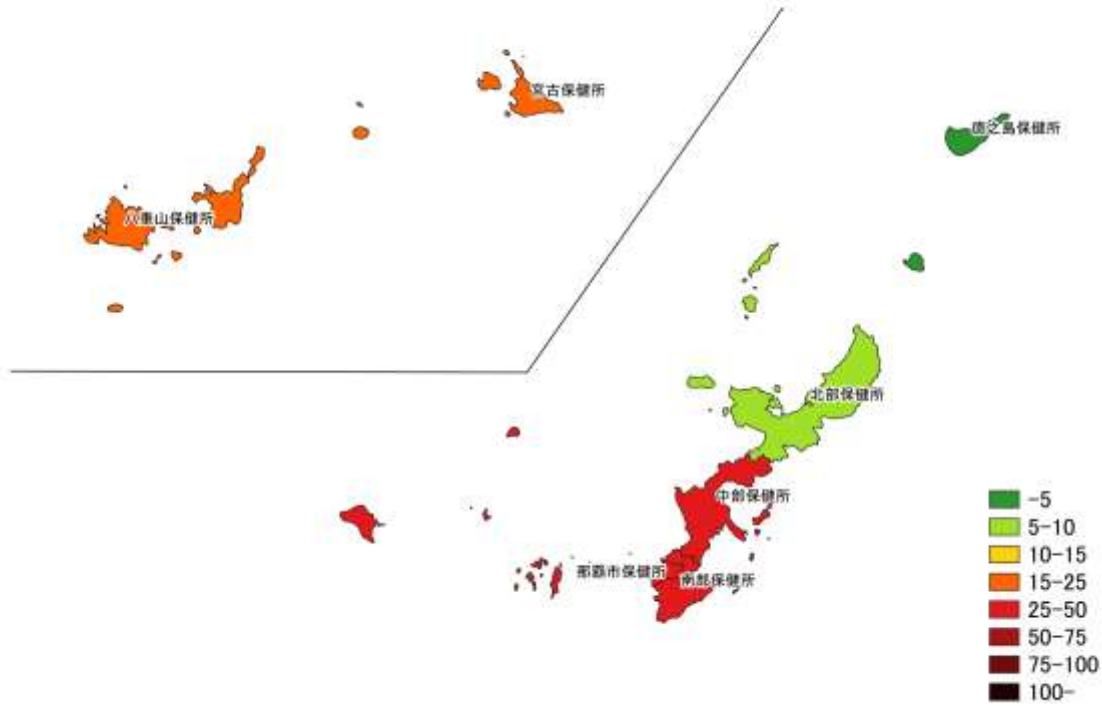 宮古保健所
徳之島保健所
八重山保健所
北部保健所
中部保健所
那覇市保健所
南部保健所
-5
5-10
10-15
15-25
25-50
50-75
75-100
100-